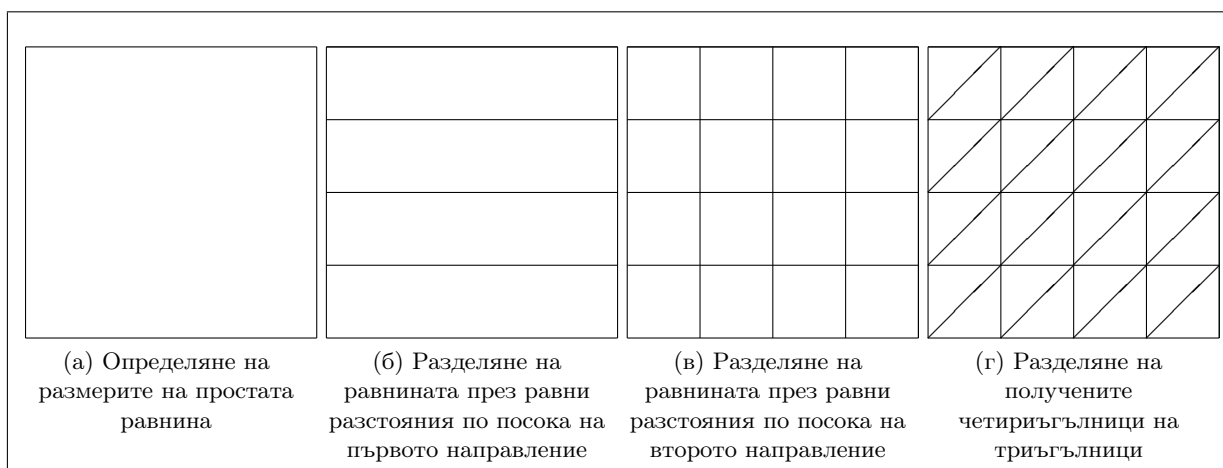 (а) Определяне на
размерите на простата
равнина
(б) Разделяне на
равнината през равни
разстояния по посока на
първото направление
(в) Разделяне на
равнината през равни
разстояния по посока на
второто направление
(г) Разделяне на
получените
четириъгълници на
триъгълници